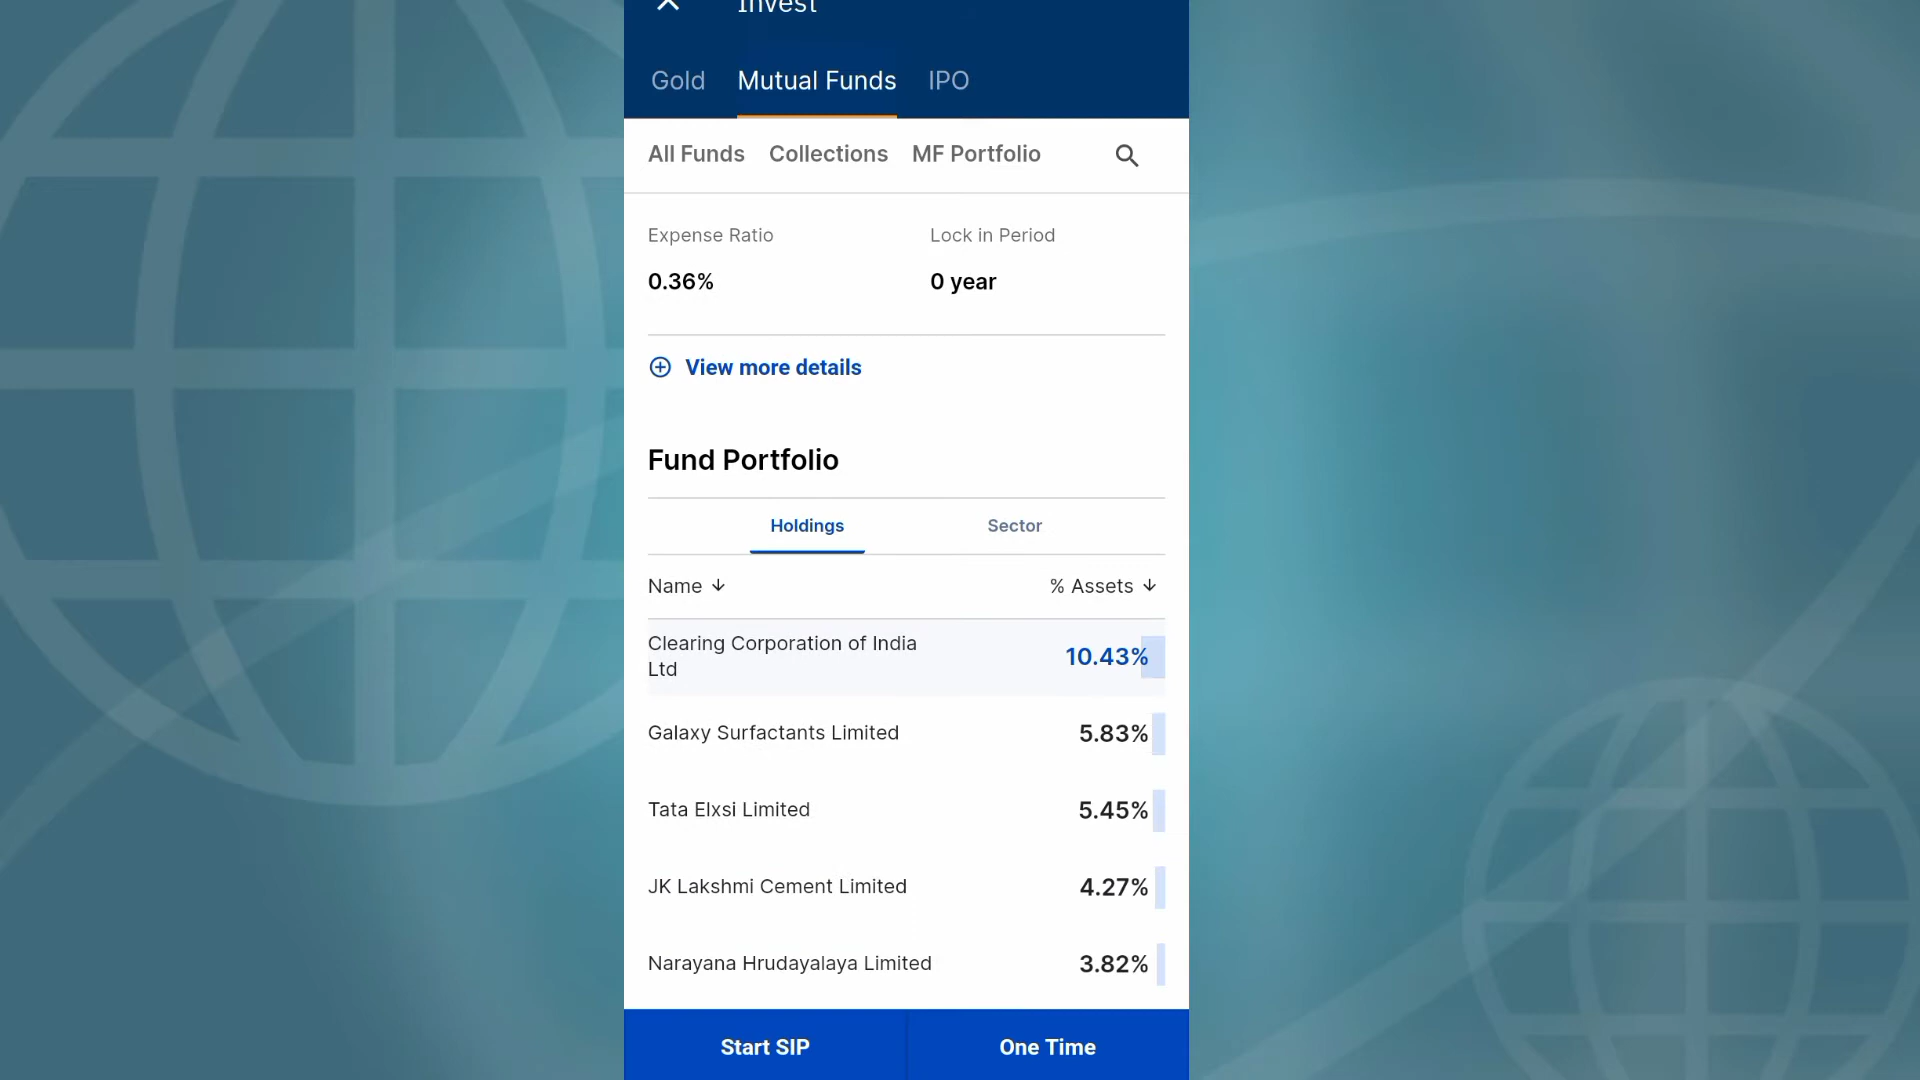 Invest
Gold Mutual Funds IPO
All Funds Collections MF Portfolio
Expense Ratio Lock in Period
0.36% 0 year
View more details
Fund Portfolio
Holdings Sector
Name ↓ % Assets ↓
Clearing Corporation of India
Ltd
10.43%
Galaxy Surfactants Limited 5.83%
Tata Elxsi Limited 5.45%
JK Lakshmi Cement Limited 4.27%
Narayana Hrudayalaya Limited 3.82%
Start SIP One Time